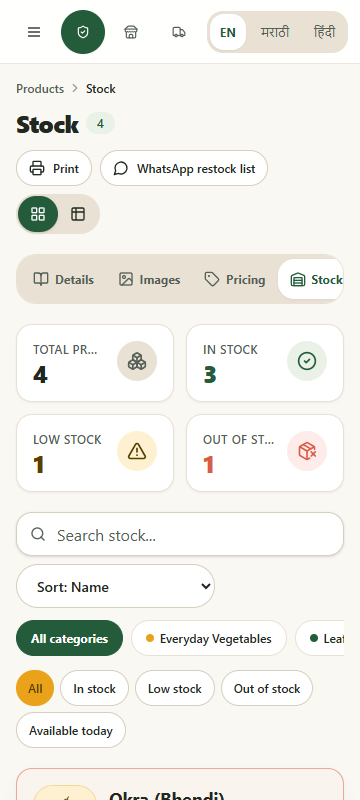 EN मराठी हिंदी
Products > Stock
Stock 4
Print WhatsApp restock list
Details Images Pricing Stock
TOTAL PR... IN STOCK
4 3
LOW STOCK OUT OF ST...
1 1
Search stock...
Sort: Name
All categories Everyday Vegetables Leaf
All In stock Low stock Out of stock
Available today
Okra (Bhendi)